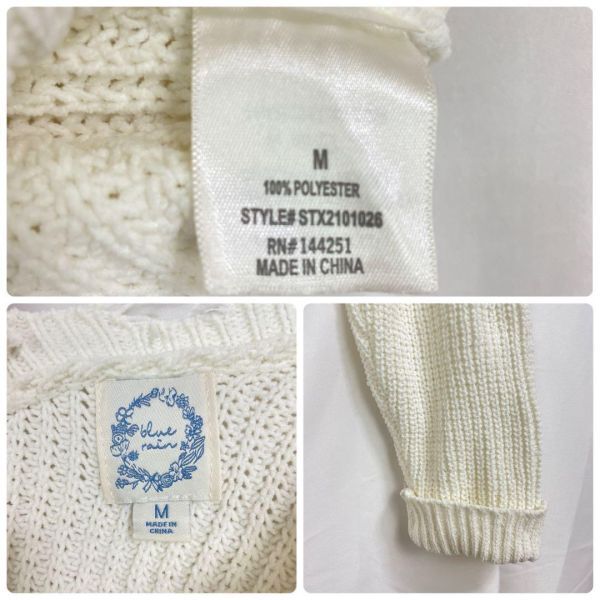 M
100% POLYESTER
STYLE# STX2101026
RN# 144251
MADE IN CHINA
blue
rain
M
MADE IN
CHINA